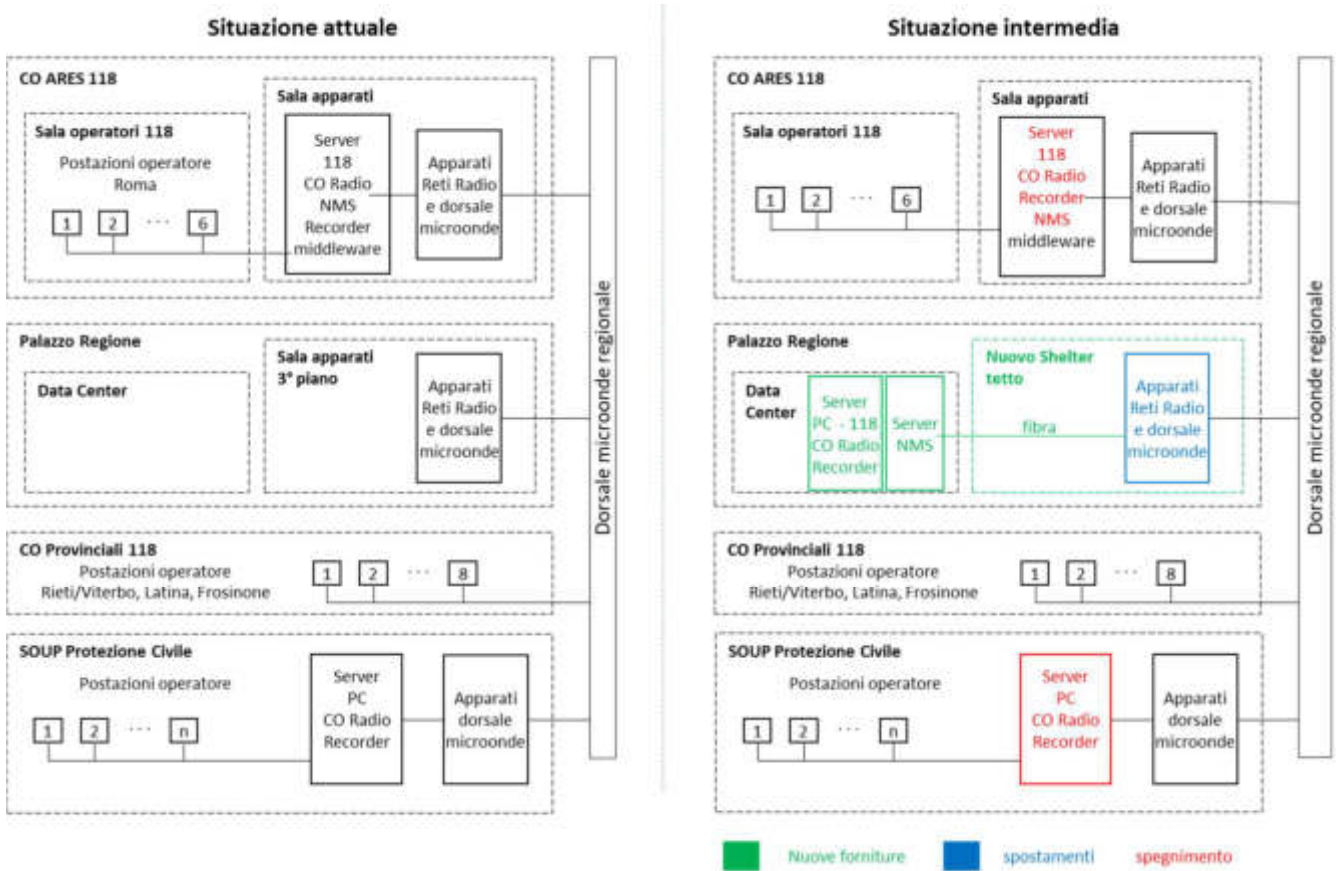 Situazione attuale
CO ARES 118
Sala apparati
Sala operatori 118
Postazioni operatore
Roma
1 2 ... 6
Server
118
CO Radio
NMS
Recorder
middleware
Apparati
Reti Radio
e dorsale
microonde
Palazzo Regione
Data Center
Sala apparati
3° piano
Apparati
Reti Radio
e dorsale
microonde
CO Provinciali 118
Postazioni operatore
Rieti/Viterbo, Latina, Frosinone
1 2 ... 8
SOUP Protezione Civile
Postazioni operatore
1 2 ... n
Server
PC
CO Radio
Recorder
Apparati
dorsale
microonde
Dorsale microonde regionale
Situazione intermedia
CO ARES 118
Sala apparati
Sala operatori 118
1 2 ... 6
Server
118
CO Radio
Recorder
NMS
middleware
Apparati
Reti Radio
e dorsale
microonde
Palazzo Regione
Data
Center
Server
PC - 118
CO Radio
Recorder
Server
NMS
Nuovo Shelter
tetto
fibra
Apparati
Reti Radio
e dorsale
microonde
CO Provinciali 118
Postazioni operatore
Rieti/Viterbo, Latina, Frosinone
1 2 ... 8
SOUP Protezione Civile
Postazioni operatore
1 2 ... n
Server
PC
CO Radio
Recorder
Apparati
dorsale
microonde
Dorsale microonde regionale
Nuove forniture
spostamenti
spegnimento